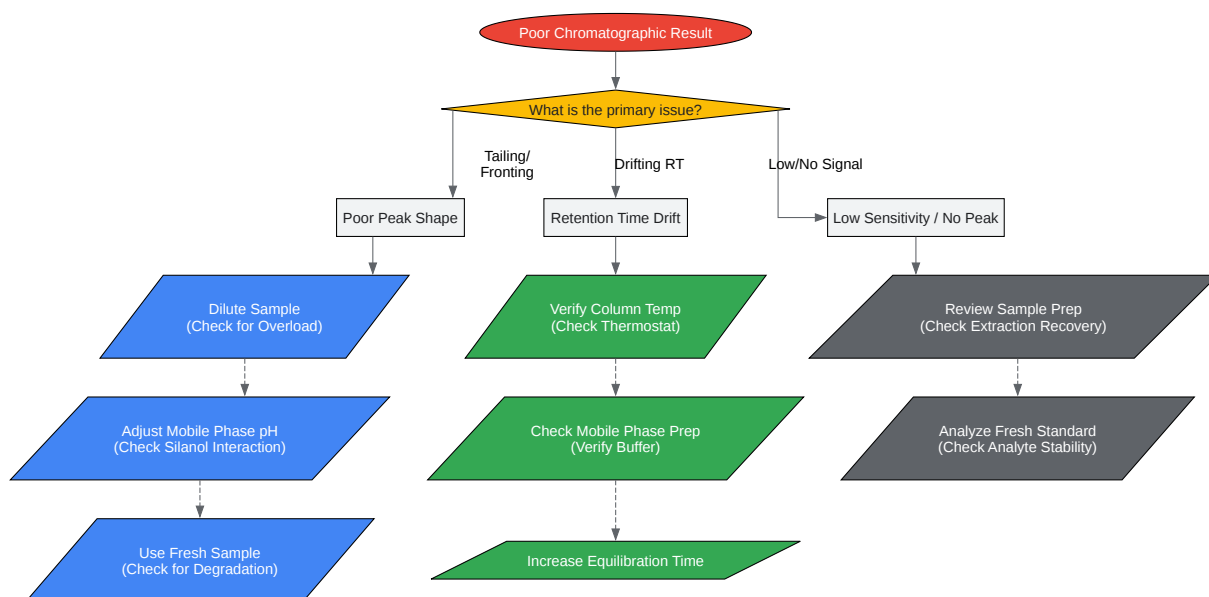 Poor Chromatographic Result
What is the primary issue?
Tailing/
Fronting
Drifting RT
Low/No Signal
Poor Peak Shape
Retention Time Drift
Low Sensitivity / No Peak
Dilute Sample
(Check for Overload)
Verify Column Temp
(Check Thermostat)
Review Sample Prep
(Check Extraction Recovery)
Adjust Mobile Phase pH
(Check Silanol Interaction)
Check Mobile Phase Prep
(Verify Buffer)
Analyze Fresh Standard
(Check Analyte Stability)
Use Fresh Sample
(Check for Degradation)
Increase Equilibration Time